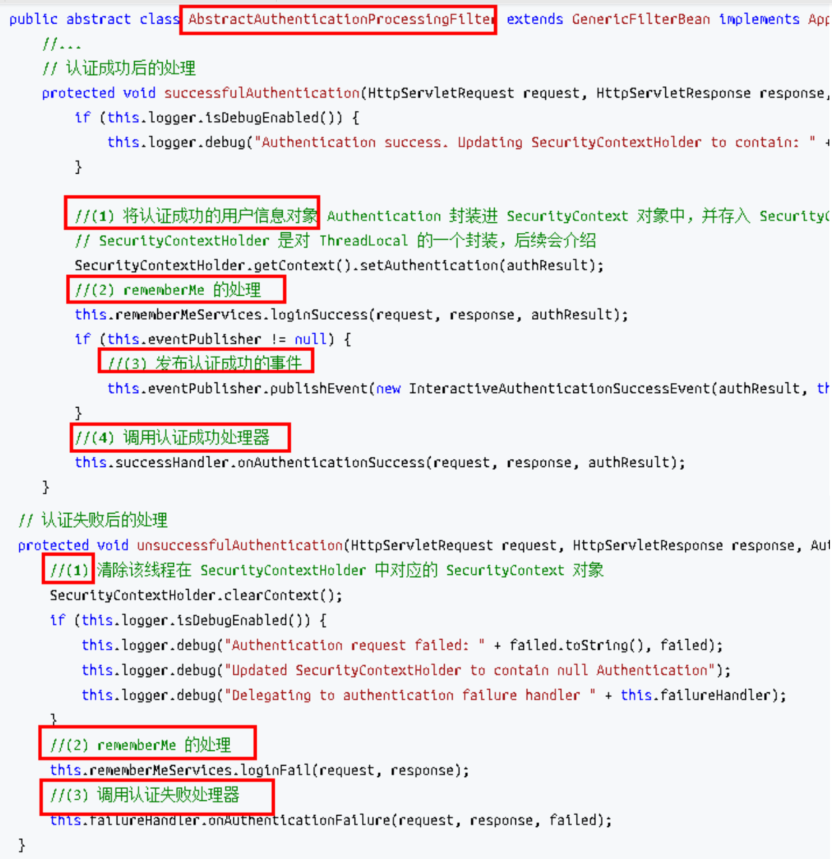 public abstract class AbstractAuthenticationProcessingFilter extends GenericFilterBean implements App
//...
// 认证成功后的处理
protected void successfulAuthentication(HttpServletRequest request, HttpServletResponse response,
if (this.logger.isDebugEnabled()) {
this.logger.debug("Authentication success. Updating SecurityContextHolder to contain: " +
}
//(1) 将认证成功的用户信息对象 Authentication 封装进 SecurityContext 对象中，并存入 SecurityC
// SecurityContextHolder 是对 ThreadLocal 的一个封装，后续会介绍
SecurityContextHolder.getContext().setAuthentication(authResult);
//(2) rememberMe 的处理
this.rememberMeServices.loginSuccess(request, response, authResult);
if (this.eventPublisher != null) {
//(3) 发布认证成功的事件
this.eventPublisher.publishEvent(new InteractiveAuthenticationSuccessEvent(authResult, th
}
//(4) 调用认证成功处理器
this.successHandler.onAuthenticationSuccess(request, response, authResult);
}
// 认证失败后的处理
protected void unsuccessfulAuthentication(HttpServletRequest request, HttpServletResponse response, Aut
//(1) 清除该线程在 SecurityContextHolder 中对应的 SecurityContext 对象
SecurityContextHolder.clearContext();
if (this.logger.isDebugEnabled()) {
this.logger.debug("Authentication request failed: " + failed.toString(), failed);
this.logger.debug("Updated SecurityContextHolder to contain null Authentication");
this.logger.debug("Delegating to authentication failure handler " + this.failureHandler);
}
//(2) rememberMe 的处理
this.rememberMeServices.loginFail(request, response);
//(3) 调用认证失败处理器
this.failureHandler.onAuthenticationFailure(request, response, failed);
}